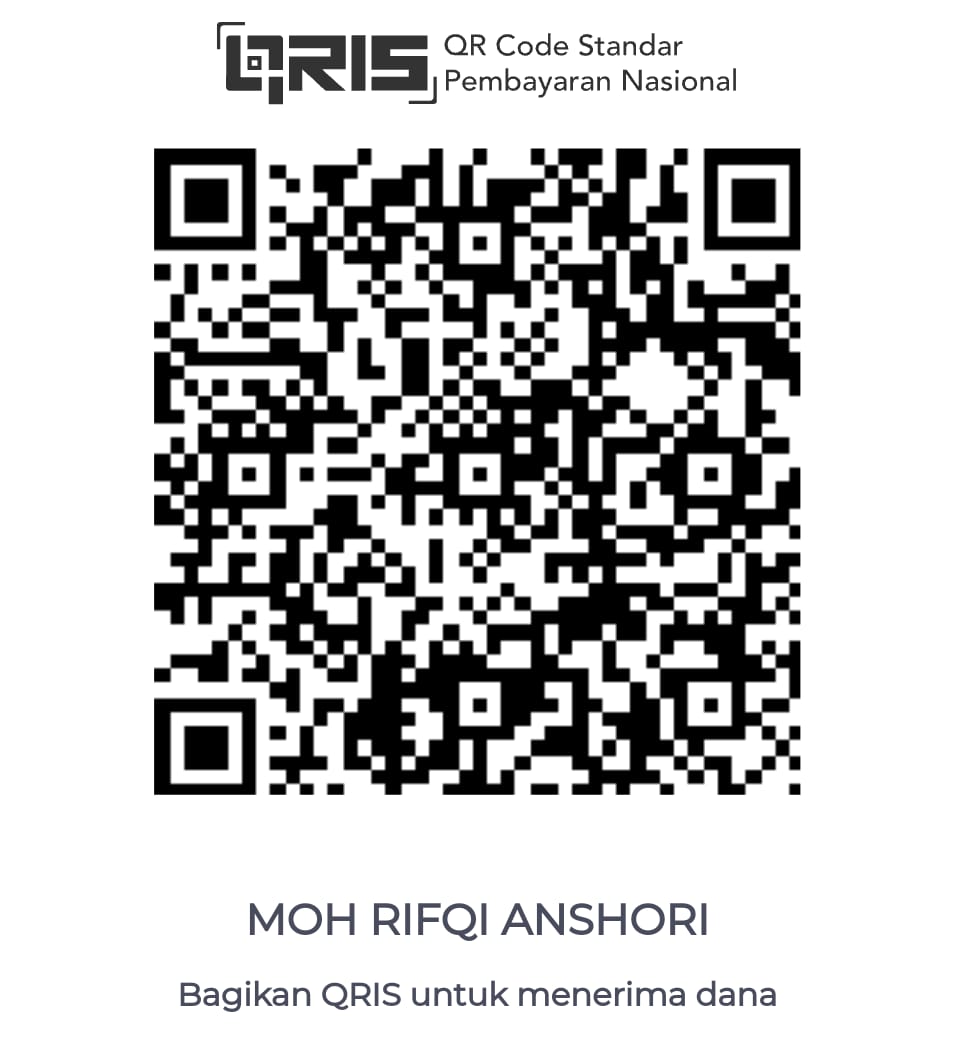 QRIS
QR Code Standar
Pembayaran Nasional
MOH RIFQI ANSHORI
Bagikan QRIS untuk menerima dana